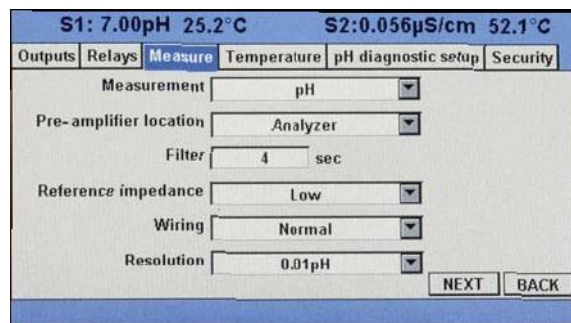 S1: 7.00pH 25.2°C S2:0.056µS/cm 52.1°C
Outputs Relays Measure Temperature pH diagnostic setup Security
Measurement pH
Pre-amplifier location Analyzer
Filter 4 sec
Reference impedance Low
Wiring Normal
Resolution 0.01pH
NEXT BACK